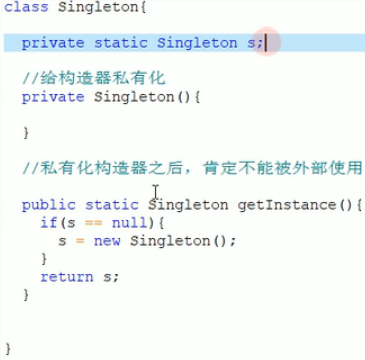 class Singleton{
private static Singleton s;
//给构造器私有化
private Singleton(){
}
//私有化构造器之后，肯定不能被外部使用
public static Singleton getInstance(){
if(s == null){
s = new Singleton();
}
return s;
}
}